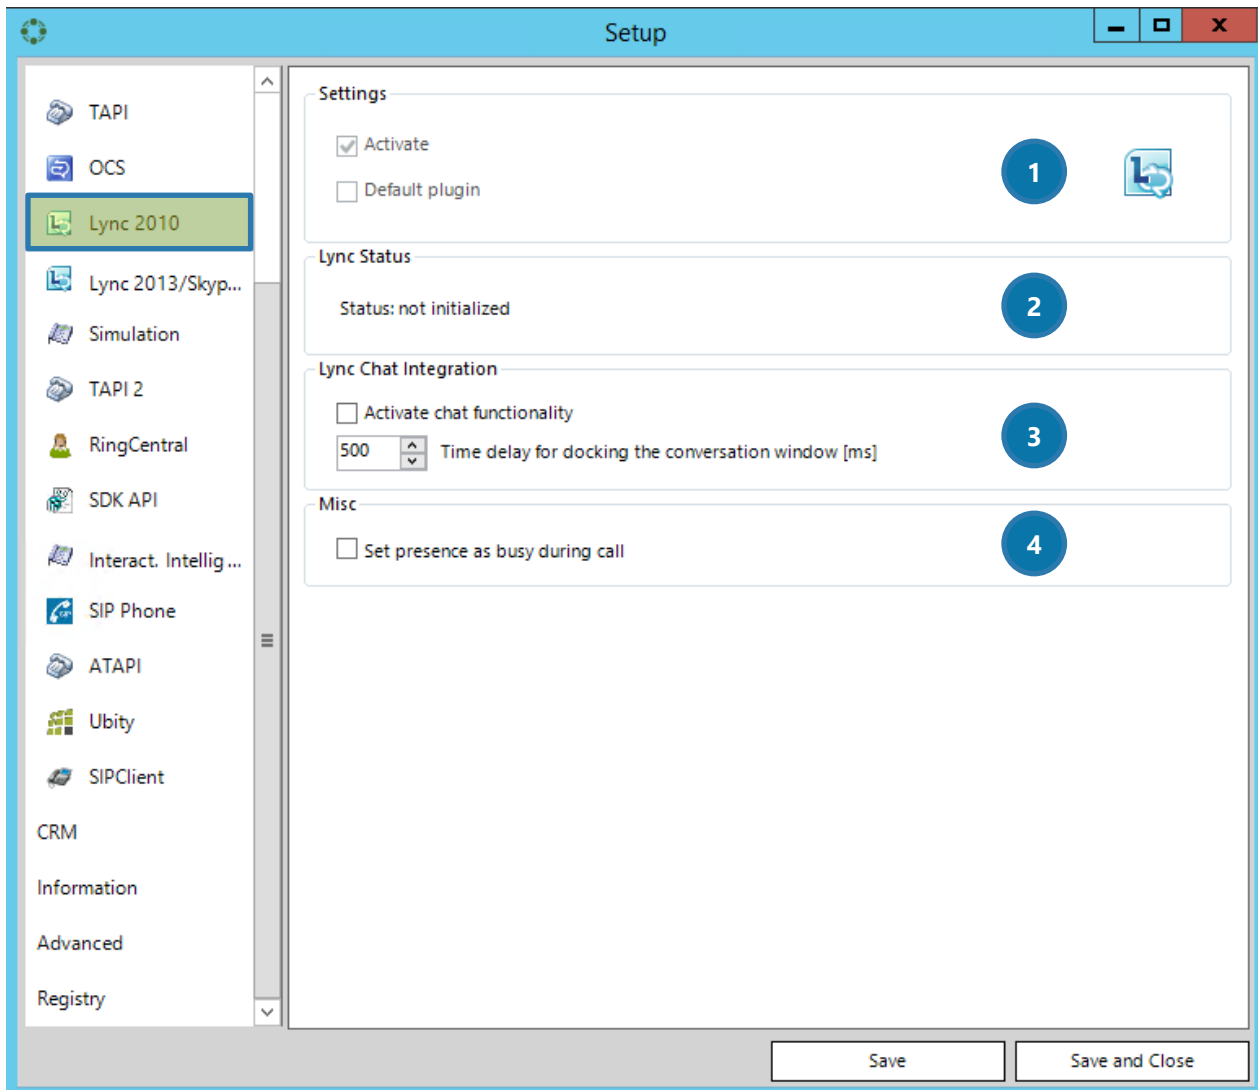 Setup
TAPI
OCS
Lync 2010
Lync 2013/Skyp...
Simulation
TAPI 2
RingCentral
SDK API
Interact. Intellig...
SIP Phone
ATAPI
Ubity
SIPClient
CRM
Information
Advanced
Registry
Settings
Activate
1
Default plugin
Lync Status
Status: not initialized
2
Lync Chat Integration
Activate chat functionality
500 Time delay for docking the conversation window [ms]
3
Misc
Set presence as busy during call
4
Save
Save and Close